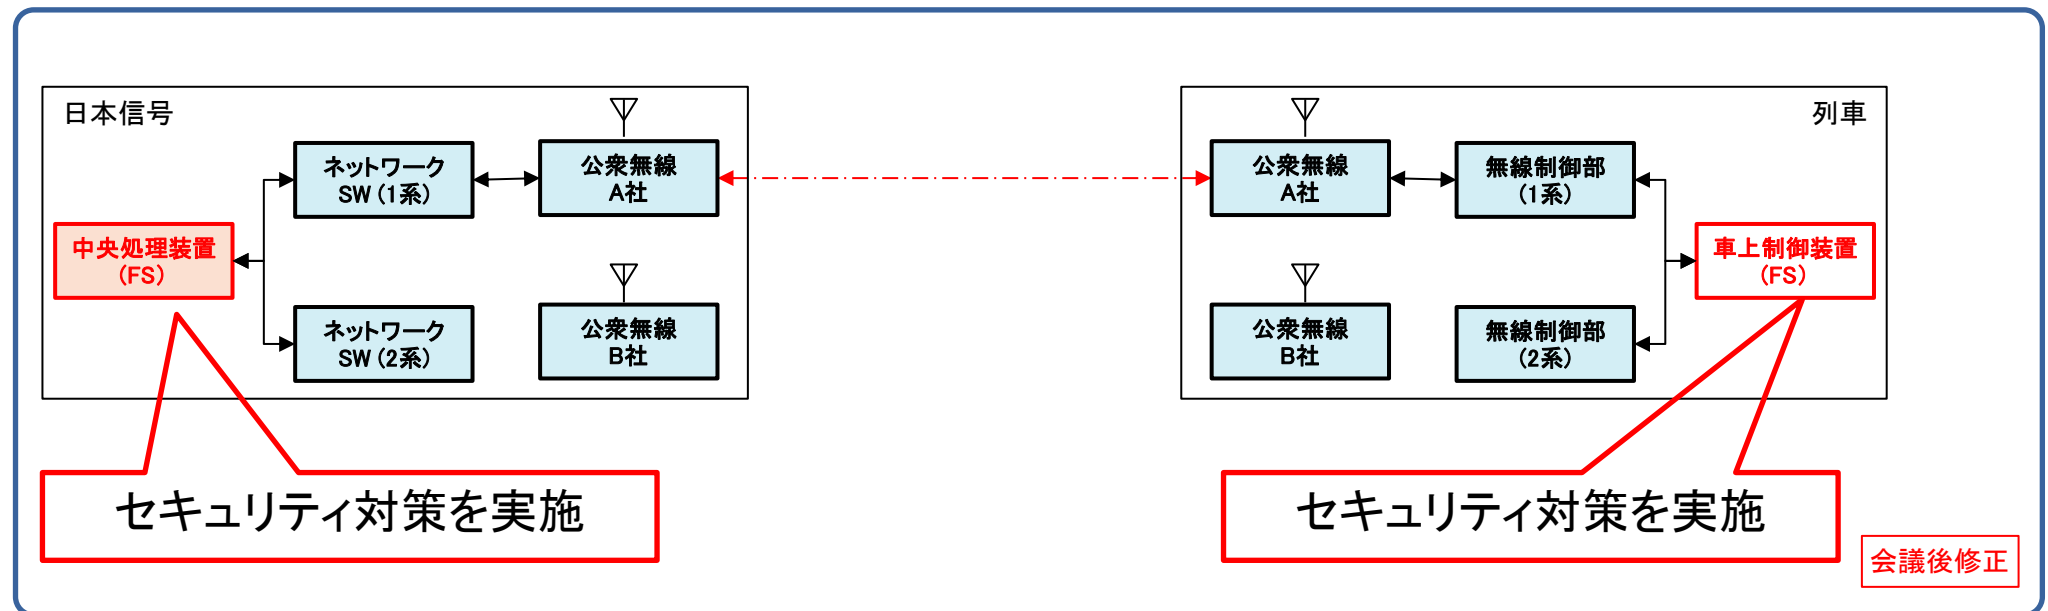 日本信号
ネットワーク
SW(1系)
公衆無線
A社
中央処理装置
(FS)
ネットワーク
SW(2系)
公衆無線
B社
セキュリティ対策を実施
列車
公衆無線
A社
無線制御部
(1系)
車上制御装置
(FS)
公衆無線
B社
無線制御部
(2系)
セキュリティ対策を実施
会議後修正